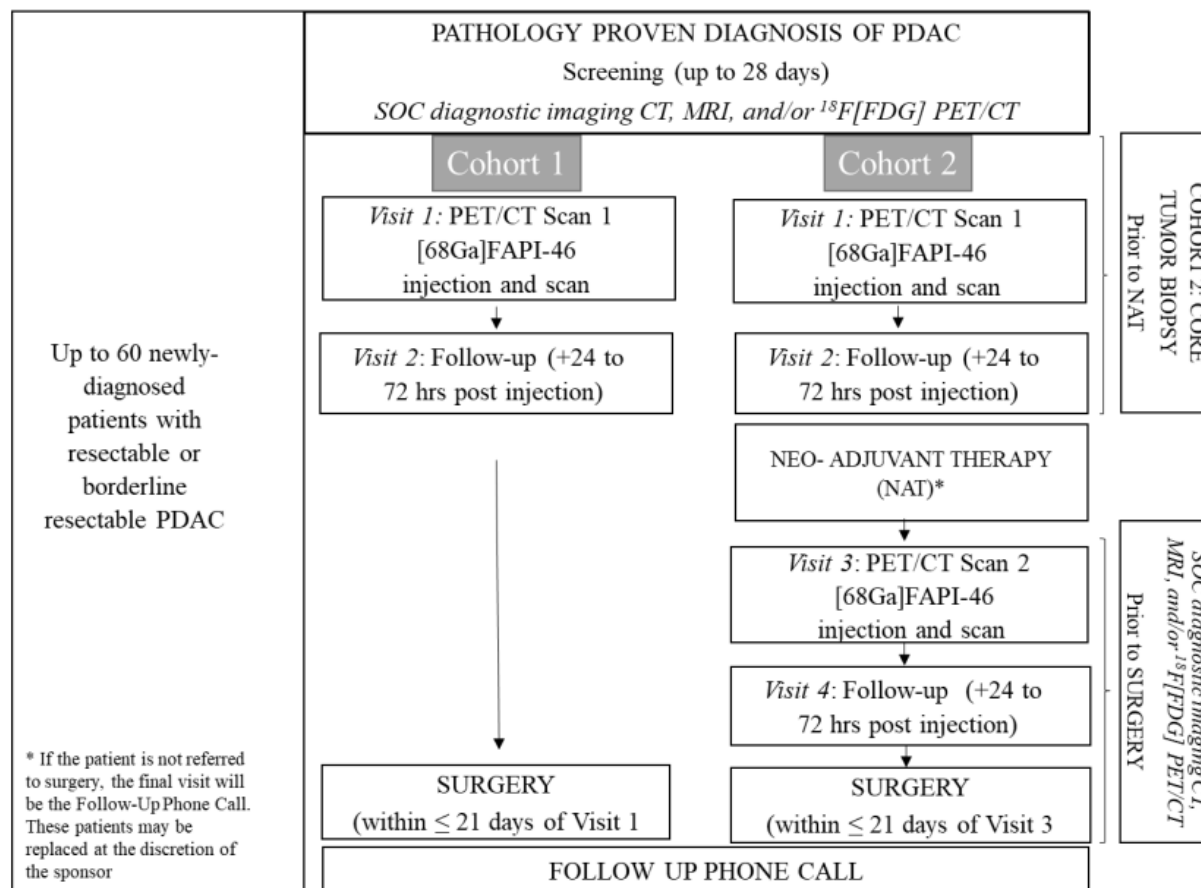 PATHOLOGY PROVEN DIAGNOSIS OF PDAC
Screening (up to 28 days)
SOC diagnostic imaging CT, MRI, and/or ¹⁸F[FDG] PET/CT
Up to 60 newly-
diagnosed
patients with
resectable or
borderline
resectable PDAC
* If the patient is not referred
to surgery, the final visit will
be the Follow-Up Phone Call.
These patients may be
replaced at the discretion of
the sponsor
Cohort 1
Visit 1: PET/CT Scan 1
[68Ga]FAPI-46
injection and scan
Visit 2: Follow-up (+24 to
72 hrs post injection)
SURGERY
(within ≤ 21 days of Visit 1
Cohort 2
Visit 1: PET/CT Scan 1
[68Ga]FAPI-46
injection and scan
Visit 2: Follow-up (+24 to
72 hrs post injection)
NEO- ADJUVANT THERAPY
(NAT)*
Visit 3: PET/CT Scan 2
[68Ga]FAPI-46
injection and scan
Visit 4: Follow-up (+24 to
72 hrs post injection)
SURGERY
(within ≤ 21 days of Visit 3
COHORT 2: CORE
TUMOR BIOPSY
Prior to NAT
SOC diagnostic imaging CT,
MRI, and/or ¹⁸F[FDG] PET/CT
Prior to SURGERY
FOLLOW UP PHONE CALL